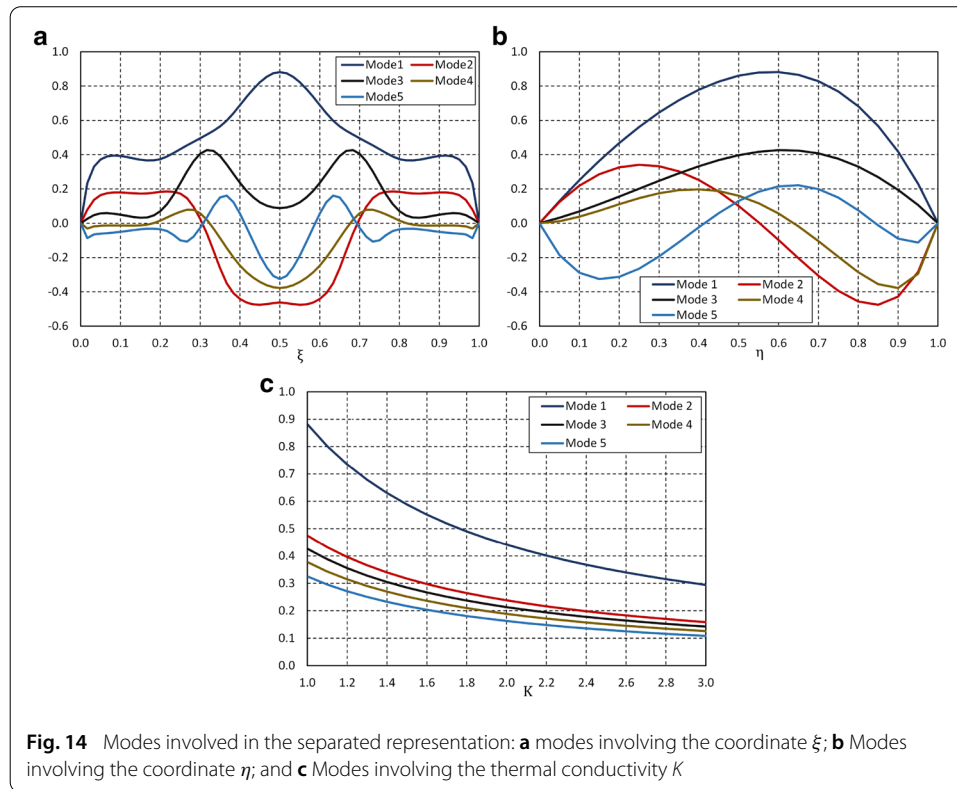 a
1.0
0.8
0.6
0.4
0.2
0.0
-0.2
-0.4
-0.6
0.0 0.1 0.2 0.3 0.4 0.5 0.6 0.7 0.8 0.9 1.0
ξ
Mode1 Mode2
Mode3 Mode4
Mode5
b
1.0
0.8
0.6
0.4
0.2
0.0
-0.2
-0.4
-0.6
0.0 0.1 0.2 0.3 0.4 0.5 0.6 0.7 0.8 0.9 1.0
η
Mode 1 Mode 2
Mode 3 Mode 4
Mode 5
c
1.0
0.9
0.8
0.7
0.6
0.5
0.4
0.3
0.2
0.1
0.0
1.0 1.2 1.4 1.6 1.8 2.0 2.2 2.4 2.6 2.8 3.0
K
Mode 1 Mode 2
Mode 3 Mode 4
Mode 5
Fig. 14 Modes involved in the separated representation: a modes involving the coordinate ξ; b Modes
involving the coordinate η; and c Modes involving the thermal conductivity K